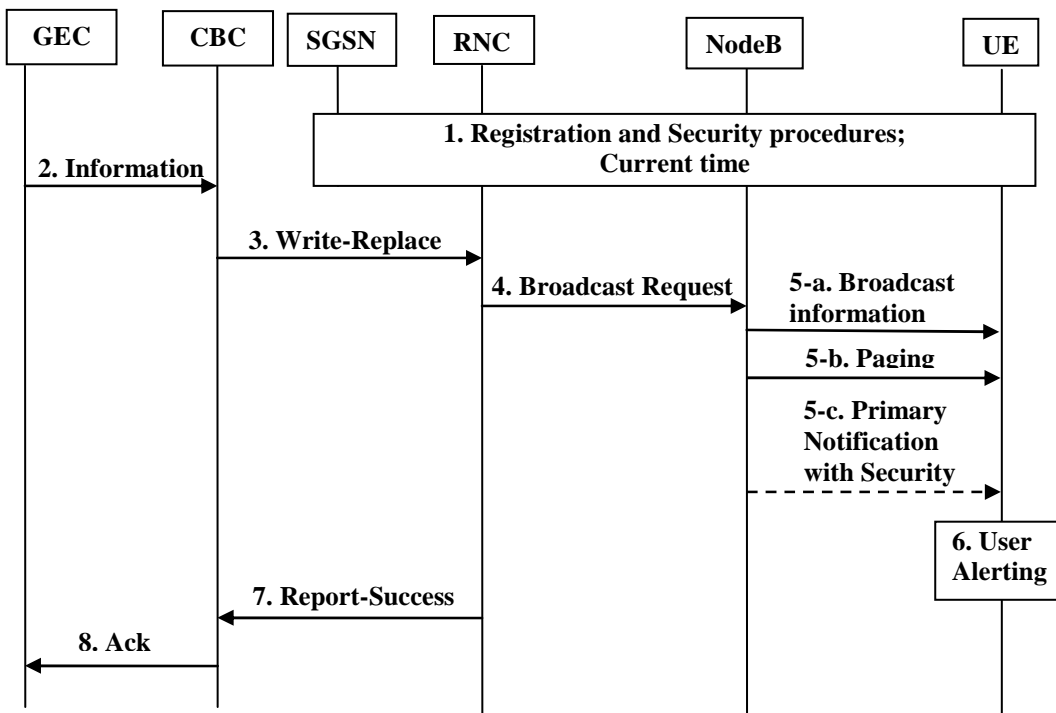 GEC
CBC
SGSN
RNC
NodeB
UE
1. Registration and Security procedures;
Current time
2. Information
3. Write-Replace
4. Broadcast Request
5-a. Broadcast
information
5-b. Paging
5-c. Primary
Notification
with Security
6. User
Alerting
7. Report-Success
8. Ack